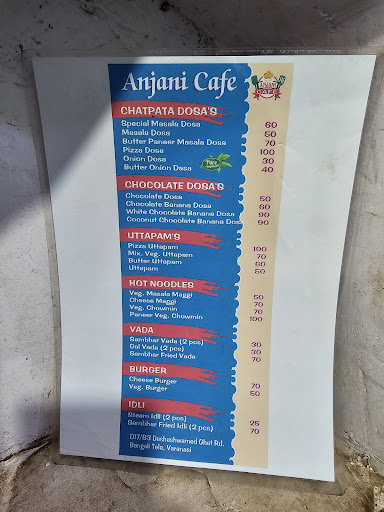 Anjani Cafe
CAFE
CHATPATA DOSA'S
Special Masala Dosa 60
Masala Dosa 50
Butter Paneer Masala Dosa 70
Pizza Dosa 100
Onion Dosa 30
Butter Onion Dasa 40
CHOCOLATE DOSA'S
Chocolate Dosa 50
Chocolate Banana Dosa 60
White Chocolate Banana Dosa 90
Coconut Chocolate Banana Dosa 90
UTTAPAM'S
Pizza Uttapam 100
Mix. Veg. Uttapam 70
Butter Uttapam 60
Uttapam 50
HOT NOODLES
Veg. Masala Maggi 50
Cheese Maggi 70
Veg. Chowmin 70
Paneer Veg. Chowmin 100
VADA
Sambhar Vada (2 pcs) 30
Dal Vada (2 pcs) 30
Sambhar Fried Vada 70
BURGER
Cheese Burger 70
Veg. Burger 50
IDLI
Steem Idli (2 pcs) 25
Sambhar Fried Idli (2 pcs) 70
D17/B3 Dashashwamed Ghat Rd.
Bangali Tola, Varanasi